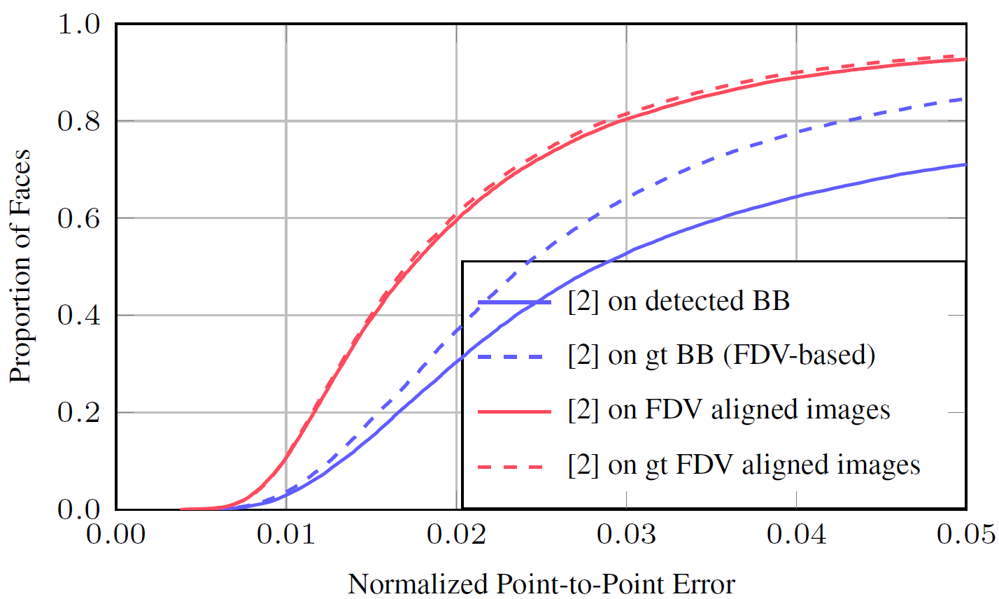 1.0
0.8
0.6
0.4
0.2
0.0
Proportion of Faces
[2] on detected BB
[2] on gt BB (FDV-based)
[2] on FDV aligned images
[2] on gt FDV aligned images
0.00 0.01 0.02 0.03 0.04 0.05
Normalized Point-to-Point Error